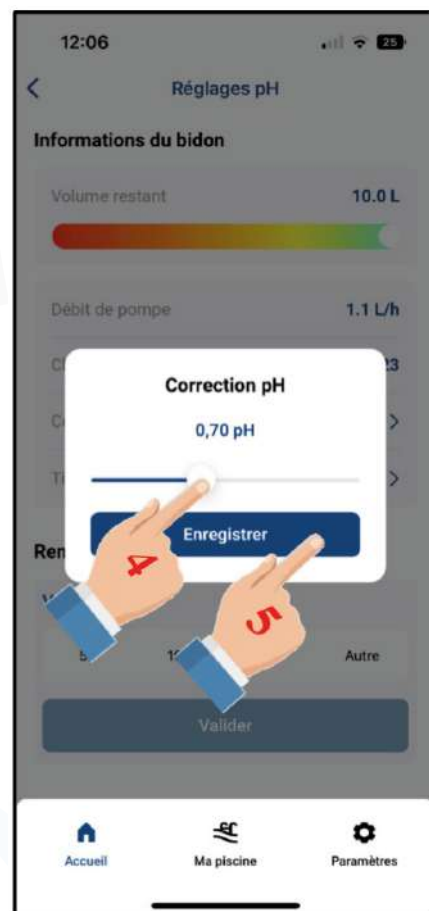 12:06
25
Réglages pH
Informations du bidon
Volume restant 10.0 L
Débit de pompe 1.1 L/h
23
Correction pH
0,70 pH
Enregistrer
4
5
Autre
Valider
Accueil
Ma piscine
Paramètres